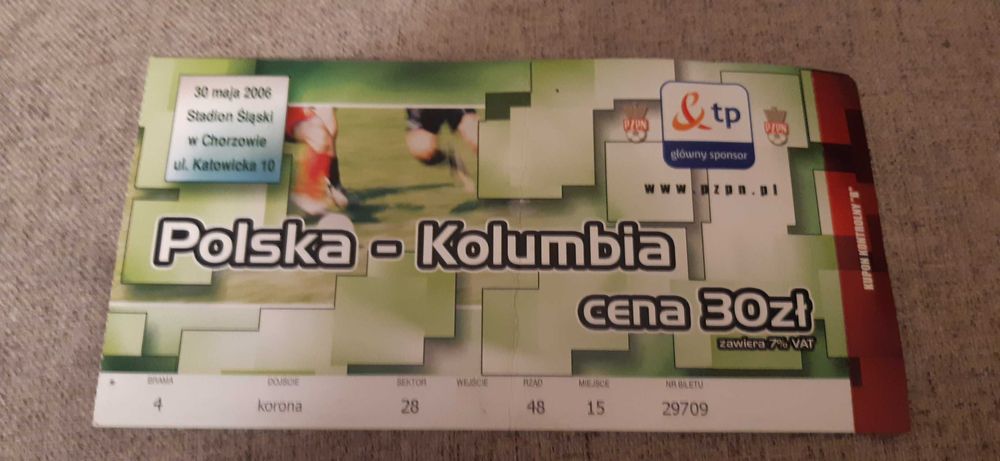 30 maja 2006
Stadion Śląski
w Chorzowie
ul. Katowicka 10
PZPN
& tp
główny sponsor
PZPN
www.pzpn.pl
Polska - Kolumbia
cena 30zł
zawiera 7% VAT
KUPON KONTROLNY "B"
BRAMA DOJŚCIE SEKTOR WEJŚCIE RZĄD MIEJSCE NR BILETU
4 korona 28 48 15 29709